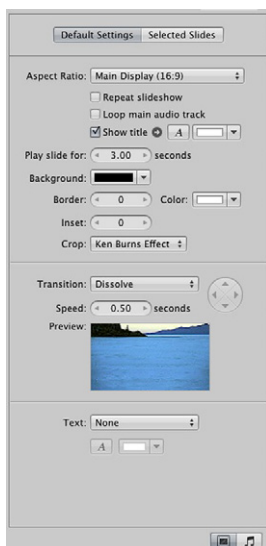 Default Settings Selected Slides
Aspect Ratio: Main Display (16:9)
Repeat slideshow
Loop main audio track
Show title A
Play slide for: 3.00 seconds
Background:
Border: 0 Color:
Inset: 0
Crop: Ken Burns Effect
Transition: Dissolve
Speed: 0.50 seconds
Preview:
Text: None
A